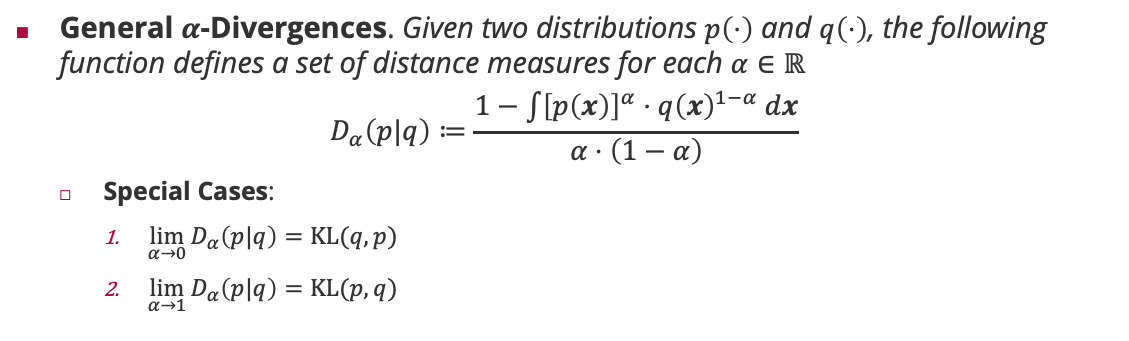 ▪ General α-Divergences. Given two distributions p(·) and q(·), the following
function defines a set of distance measures for each α ∈ ℝ
D_α(p|q) ≔ (1 − ∫[p(𝒙)]^α · q(𝒙)^{1−α} d𝒙) / (α · (1 − α))
▫ Special Cases:
1. lim_{α→0} D_α(p|q) = KL(q, p)
2. lim_{α→1} D_α(p|q) = KL(p, q)